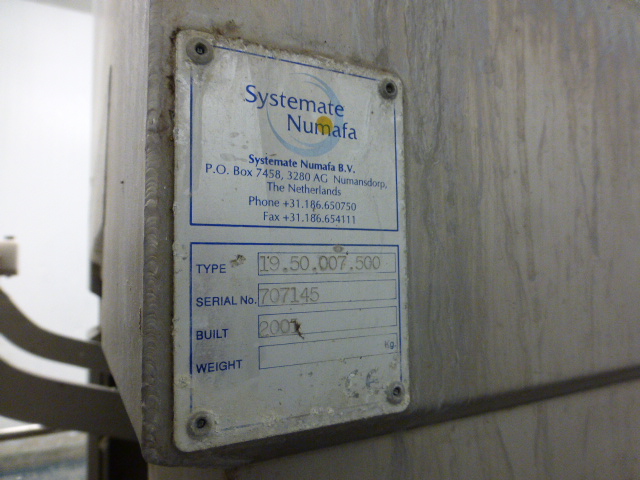 Systemate
Numafa
Systemate Numafa B.V.
P.O. Box 7458, 3280 AG Numansdorp,
The Netherlands
Phone +31.186.650750
Fax +31.186.654111
TYPE 19.50.007.500
SERIAL No. 707145
BUILT
WEIGHT Kg.
CE